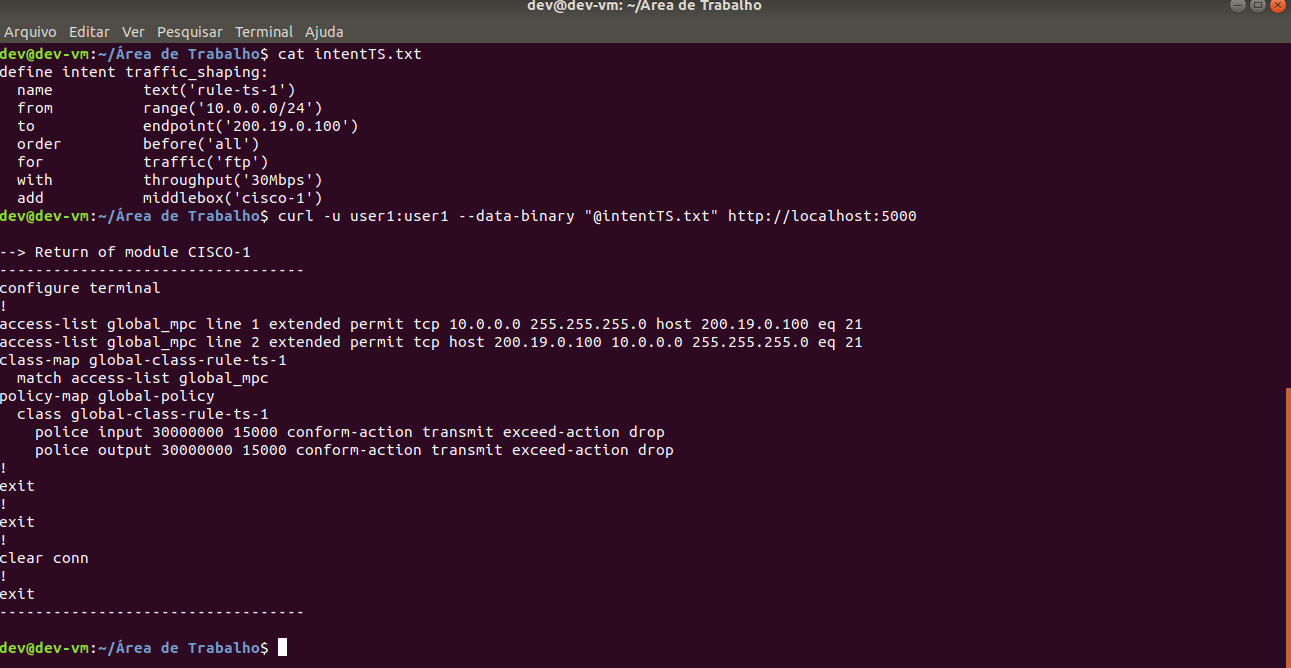 dev@dev-vm: ~/Área de Trabalho
Arquivo Editar Ver Pesquisar Terminal Ajuda
dev@dev-vm:~/Área de Trabalho$ cat intentTS.txt
define intent traffic_shaping:
  name          text('rule-ts-1')
  from          range('10.0.0.0/24')
  to            endpoint('200.19.0.100')
  order         before('all')
  for           traffic('ftp')
  with          throughput('30Mbps')
  add           middlebox('cisco-1')
dev@dev-vm:~/Área de Trabalho$ curl -u user1:user1 --data-binary "@intentTS.txt" http://localhost:5000
--> Return of module CISCO-1
----------------------------------
configure terminal
!
access-list global_mpc line 1 extended permit tcp 10.0.0.0 255.255.255.0 host 200.19.0.100 eq 21
access-list global_mpc line 2 extended permit tcp host 200.19.0.100 10.0.0.0 255.255.255.0 eq 21
class-map global-class-rule-ts-1
  match access-list global_mpc
policy-map global-policy
  class global-class-rule-ts-1
    police input 30000000 15000 conform-action transmit exceed-action drop
    police output 30000000 15000 conform-action transmit exceed-action drop
!
exit
!
exit
!
clear conn
!
exit
----------------------------------
dev@dev-vm:~/Área de Trabalho$